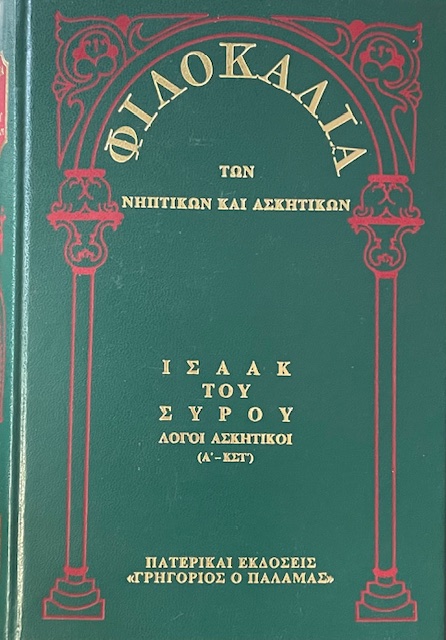 ΦΙΛΟΚΑΛΙΑ
ΤΩΝ
ΝΗΠΤΙΚΩΝ ΚΑΙ ΑΣΚΗΤΙΚΩΝ
ΙΣΑΑΚ
ΤΟΥ
ΣΥΡΟΥ
ΛΟΓΟΙ ΑΣΚΗΤΙΚΟΙ
(Α' – ΚΣΤ')
ΠΑΤΕΡΙΚΑΙ ΕΚΔΟΣΕΙΣ
«ΓΡΗΓΟΡΙΟΣ Ο ΠΑΛΑΜΑΣ»